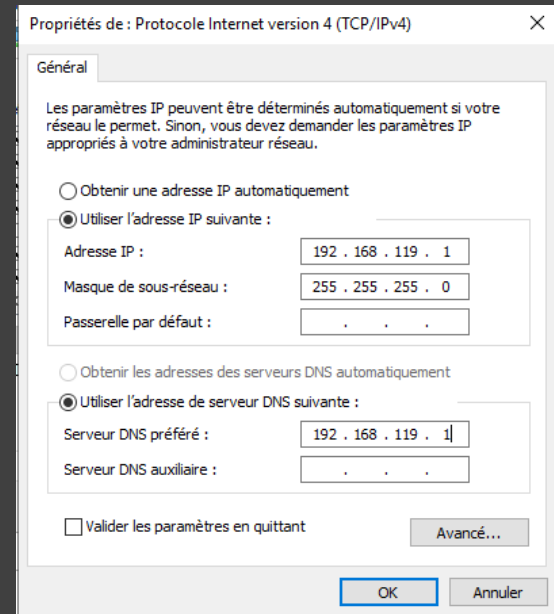 Propriétés de : Protocole Internet version 4 (TCP/IPv4)
Général
Les paramètres IP peuvent être déterminés automatiquement si votre
réseau le permet. Sinon, vous devez demander les paramètres IP
appropriés à votre administrateur réseau.
Obtenir une adresse IP automatiquement
Utiliser l'adresse IP suivante :
Adresse IP : 192 . 168 . 119 . 1
Masque de sous-réseau : 255 . 255 . 255 . 0
Passerelle par défaut : . . .
Obtenir les adresses des serveurs DNS automatiquement
Utiliser l'adresse de serveur DNS suivante :
Serveur DNS préféré : 192 . 168 . 119 . 1
Serveur DNS auxiliaire : . . .
Valider les paramètres en quittant
Avancé...
OK Annuler